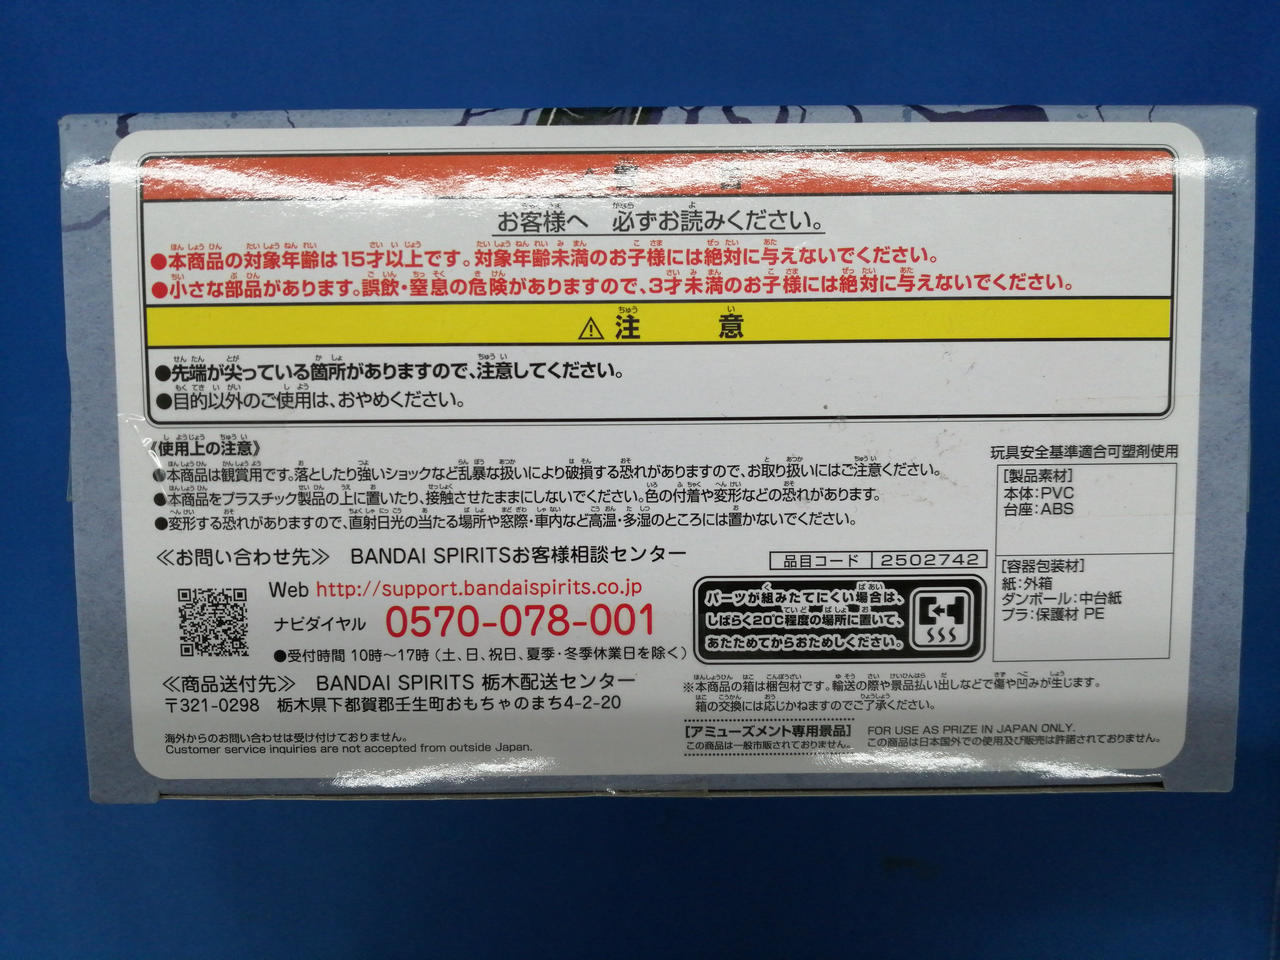 お客様へ 必ずお読みください。
●本商品の対象年齢は15才以上です。対象年齢未満のお子様には絶対に与えないでください。
●小さな部品があります。誤飲・窒息の危険がありますので、3才未満のお子様には絶対に与えないでください。
⚠注 意
●先端が尖っている箇所がありますので、注意してください。
●目的以外のご使用は、おやめください。
《使用上の注意》
●本商品は観賞用です。落としたり強いショックなど乱暴な扱いにより破損する恐れがありますので、お取り扱いにはご注意ください。
●本商品をプラスチック製品の上に置いたり、接触させたままにしないでください。色の付着や変形などの恐れがあります。
●変形する恐れがありますので、直射日光の当たる場所や窓際・車内など高温・多湿のところには置かないでください。
玩具安全基準適合可塑剤使用
[製品素材]
本体:PVC
台座:ABS
[容器包装材]
紙:外箱
ダンボール:中台紙
プラ:保護材 PE
≪お問い合わせ先≫ BANDAI SPIRITSお客様相談センター
品目コード 2502742
Web http://support.bandaispirits.co.jp
ナビダイヤル 0570-078-001
●受付時間 10時～17時(土、日、祝日、夏季・冬季休業日を除く)
パーツが組みたてにくい場合は、
しばらく20℃程度の場所に置いて、
あたためてからおためしください。
≪商品送付先≫ BANDAI SPIRITS 栃木配送センター
〒321-0298 栃木県下都賀郡壬生町おもちゃのまち4-2-20
※本商品の箱は梱包材です。輸送の際や景品払い出しなどで傷や凹みが生じます。
箱の交換には応じかねますのでご了承ください。
海外からのお問い合わせは受け付けておりません。
Customer service inquiries are not accepted from outside Japan.
[アミューズメント専用景品]
この商品は一般市販されておりません。
FOR USE AS PRIZE IN JAPAN ONLY.
この商品は日本国外での使用及び販売は許諾されておりません。